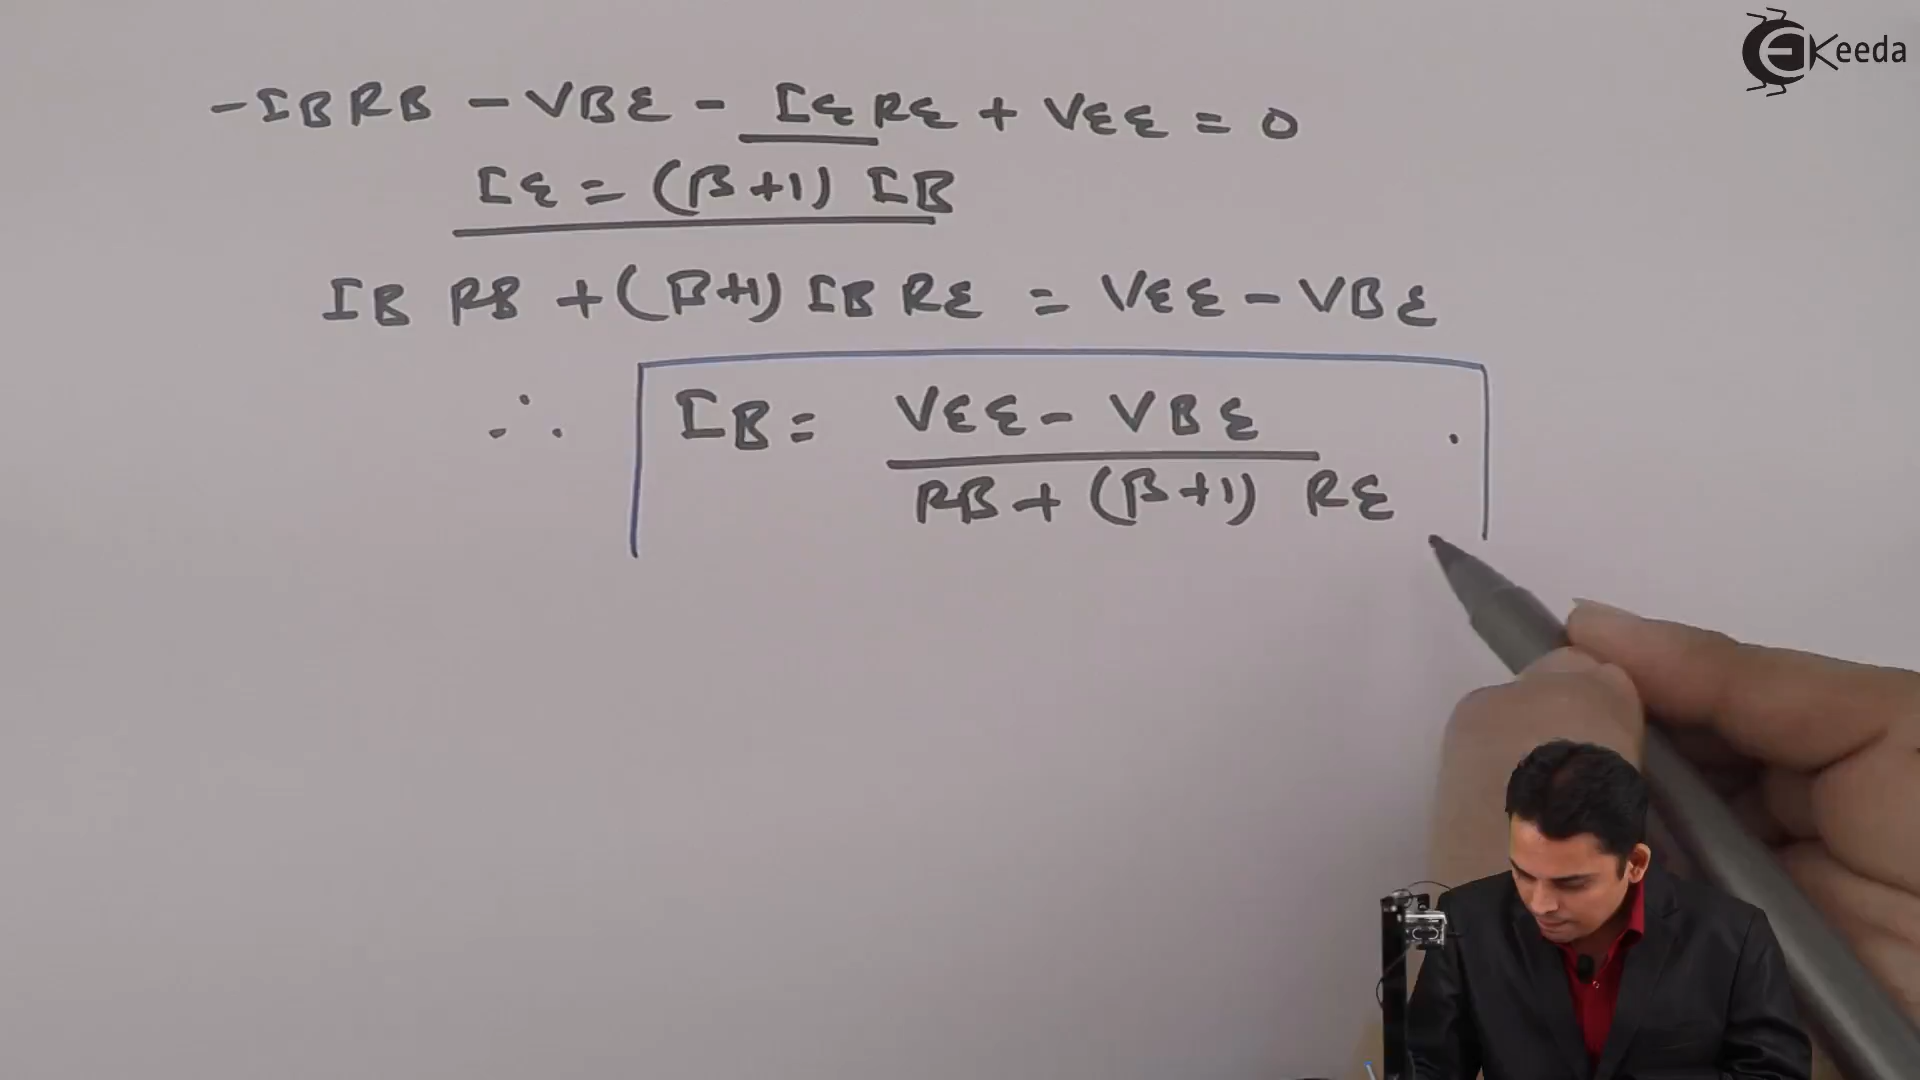 EKeeda
-IBRB - VBE - IERE + VEE = 0
IE = (β+1) IB
IB RB + (β+1) IB RE = VEE - VBE
∴ IB = VEE - VBE
RB + (β+1) RE